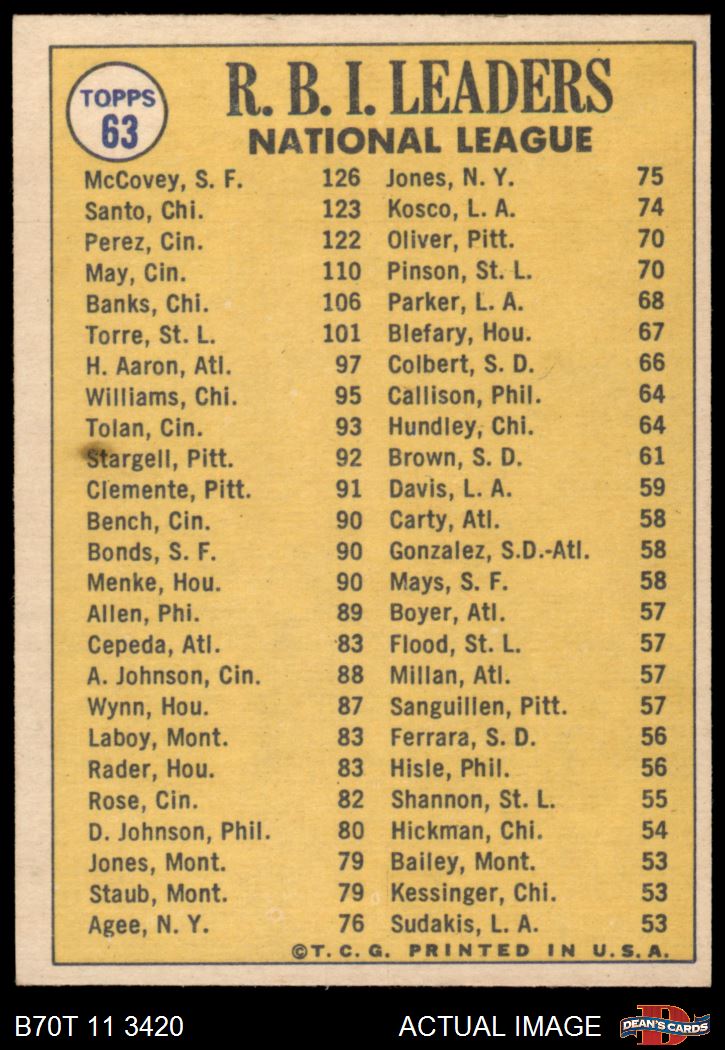 TOPPS
63
R. B. I. LEADERS
NATIONAL LEAGUE
McCovey, S. F. 126
Santo, Chi. 123
Perez, Cin. 122
May, Cin. 110
Banks, Chi. 106
Torre, St. L. 101
H. Aaron, Atl. 97
Williams, Chi. 95
Tolan, Cin. 93
Stargell, Pitt. 92
Clemente, Pitt. 91
Bench, Cin. 90
Bonds, S. F. 90
Menke, Hou. 90
Allen, Phi. 89
Cepeda, Atl. 83
A. Johnson, Cin. 88
Wynn, Hou. 87
Laboy, Mont. 83
Rader, Hou. 83
Rose, Cin. 82
D. Johnson, Phil. 80
Jones, Mont. 79
Staub, Mont. 79
Agee, N. Y. 76
Jones, N. Y. 75
Kosco, L. A. 74
Oliver, Pitt. 70
Pinson, St. L. 70
Parker, L. A. 68
Blefary, Hou. 67
Colbert, S. D. 66
Callison, Phil. 64
Hundley, Chi. 64
Brown, S. D. 61
Davis, L. A. 59
Carty, Atl. 58
Gonzalez, S.D.-Atl. 58
Mays, S. F. 58
Boyer, Atl. 57
Flood, St. L. 57
Millan, Atl. 57
Sanguillen, Pitt. 57
Ferrara, S. D. 56
Hisle, Phil. 56
Shannon, St. L. 55
Hickman, Chi. 54
Bailey, Mont. 53
Kessinger, Chi. 53
Sudakis, L. A. 53
©T. C. G. PRINTED IN U. S. A.
B70T 11 3420
ACTUAL IMAGE
D
DEAN'S CARDS